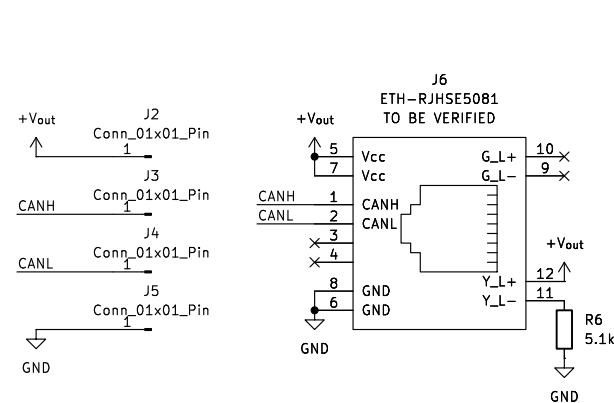 J2
+Vout
Conn_01x01_Pin
1
J3
Conn_01x01_Pin
CANH
1
J4
Conn_01x01_Pin
CANL
1
J5
Conn_01x01_Pin
1
GND
J6
ETH-RJHSE5081
TO BE VERIFIED
+Vout
5 Vcc
7 Vcc
CANH 1 CANH
CANL 2 CANL
3
4
8 GND
6 GND
GND
G_L+ 10
G_L- 9
+Vout
Y_L+ 12
Y_L- 11
R6
5.1k
GND